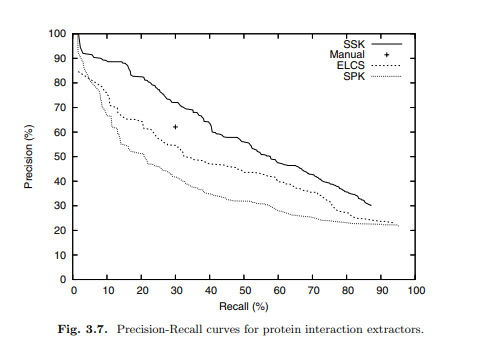 100
90
80
70
60
50
40
30
20
10
0
Precision (%)
SSK
Manual
ELCS
SPK
0 10 20 30 40 50 60 70 80 90 100
Recall (%)
Fig. 3.7. Precision-Recall curves for protein interaction extractors.